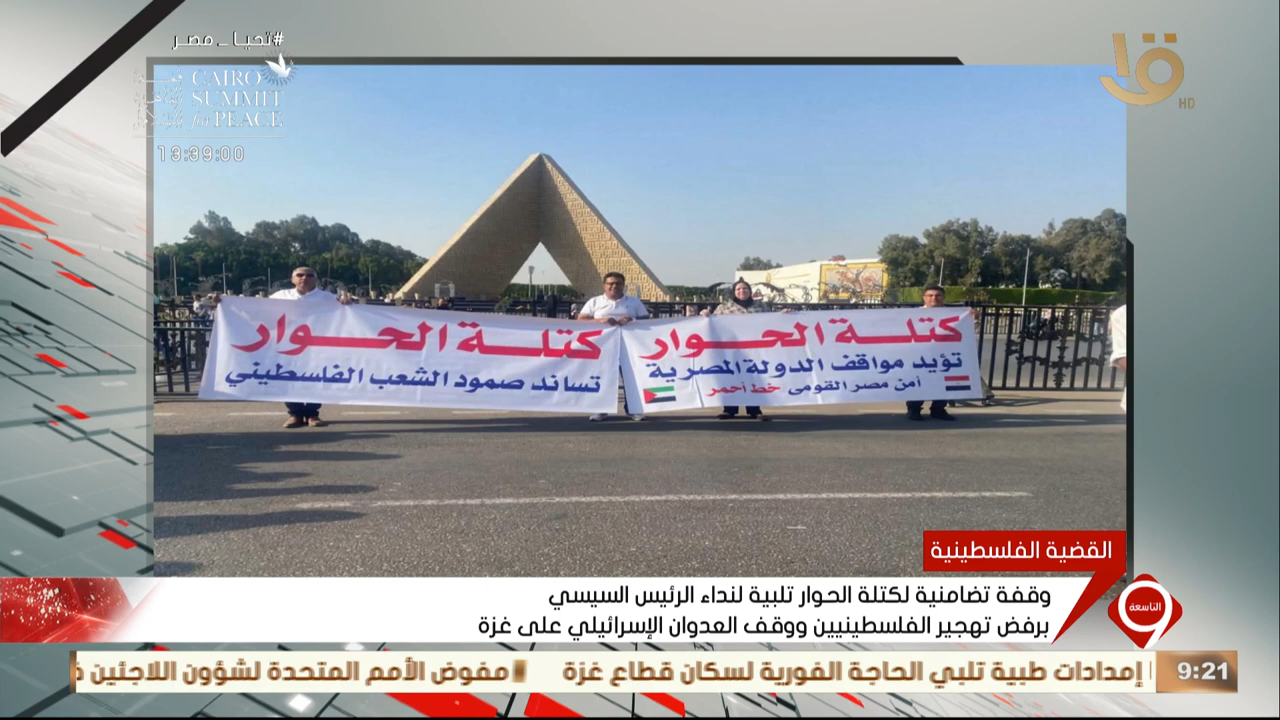 #تحيا_مصر
CAIRO
SUMMIT
for PEACE
13:39:00
HD
كتلة الحوار
تؤيد مواقف الدولة المصرية
أمن مصر القومى خط أحمر
كتلة الحوار
تساند صمود الشعب الفلسطيني
القضية الفلسطينية
وقفة تضامنية لكتلة الحوار تلبية لنداء الرئيس السيسي
برفض تهجير الفلسطينيين ووقف العدوان الإسرائيلي على غزة
التاسعة
9
9:21
إمدادات طبية تلبي الحاجة الفورية لسكان قطاع غزة مفوض الأمم المتحدة لشؤون اللاجئين